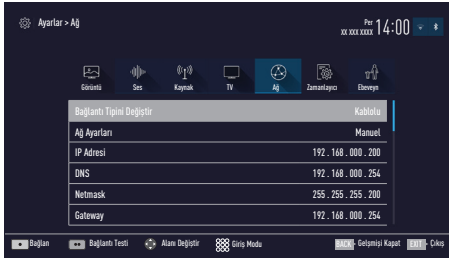 Ayarlar > Ağ
Per
xx xxx xxxx 14:00
Görüntü Ses Kaynak TV Ağ Zamanlayıcı Ebeveyn
Bağlantı Tipini Değiştir Kablolu
Ağ Ayarları Manuel
IP Adresi 192 . 168 . 000 . 200
DNS 192 . 168 . 000 . 254
Netmask 255 . 255 . 255 . 200
Gateway 192 . 168 . 000 . 254
Bağlan Bağlantı Testi Alanı Değiştir Giriş Modu BACK - Gelşmişi Kapat EXIT - Çıkış